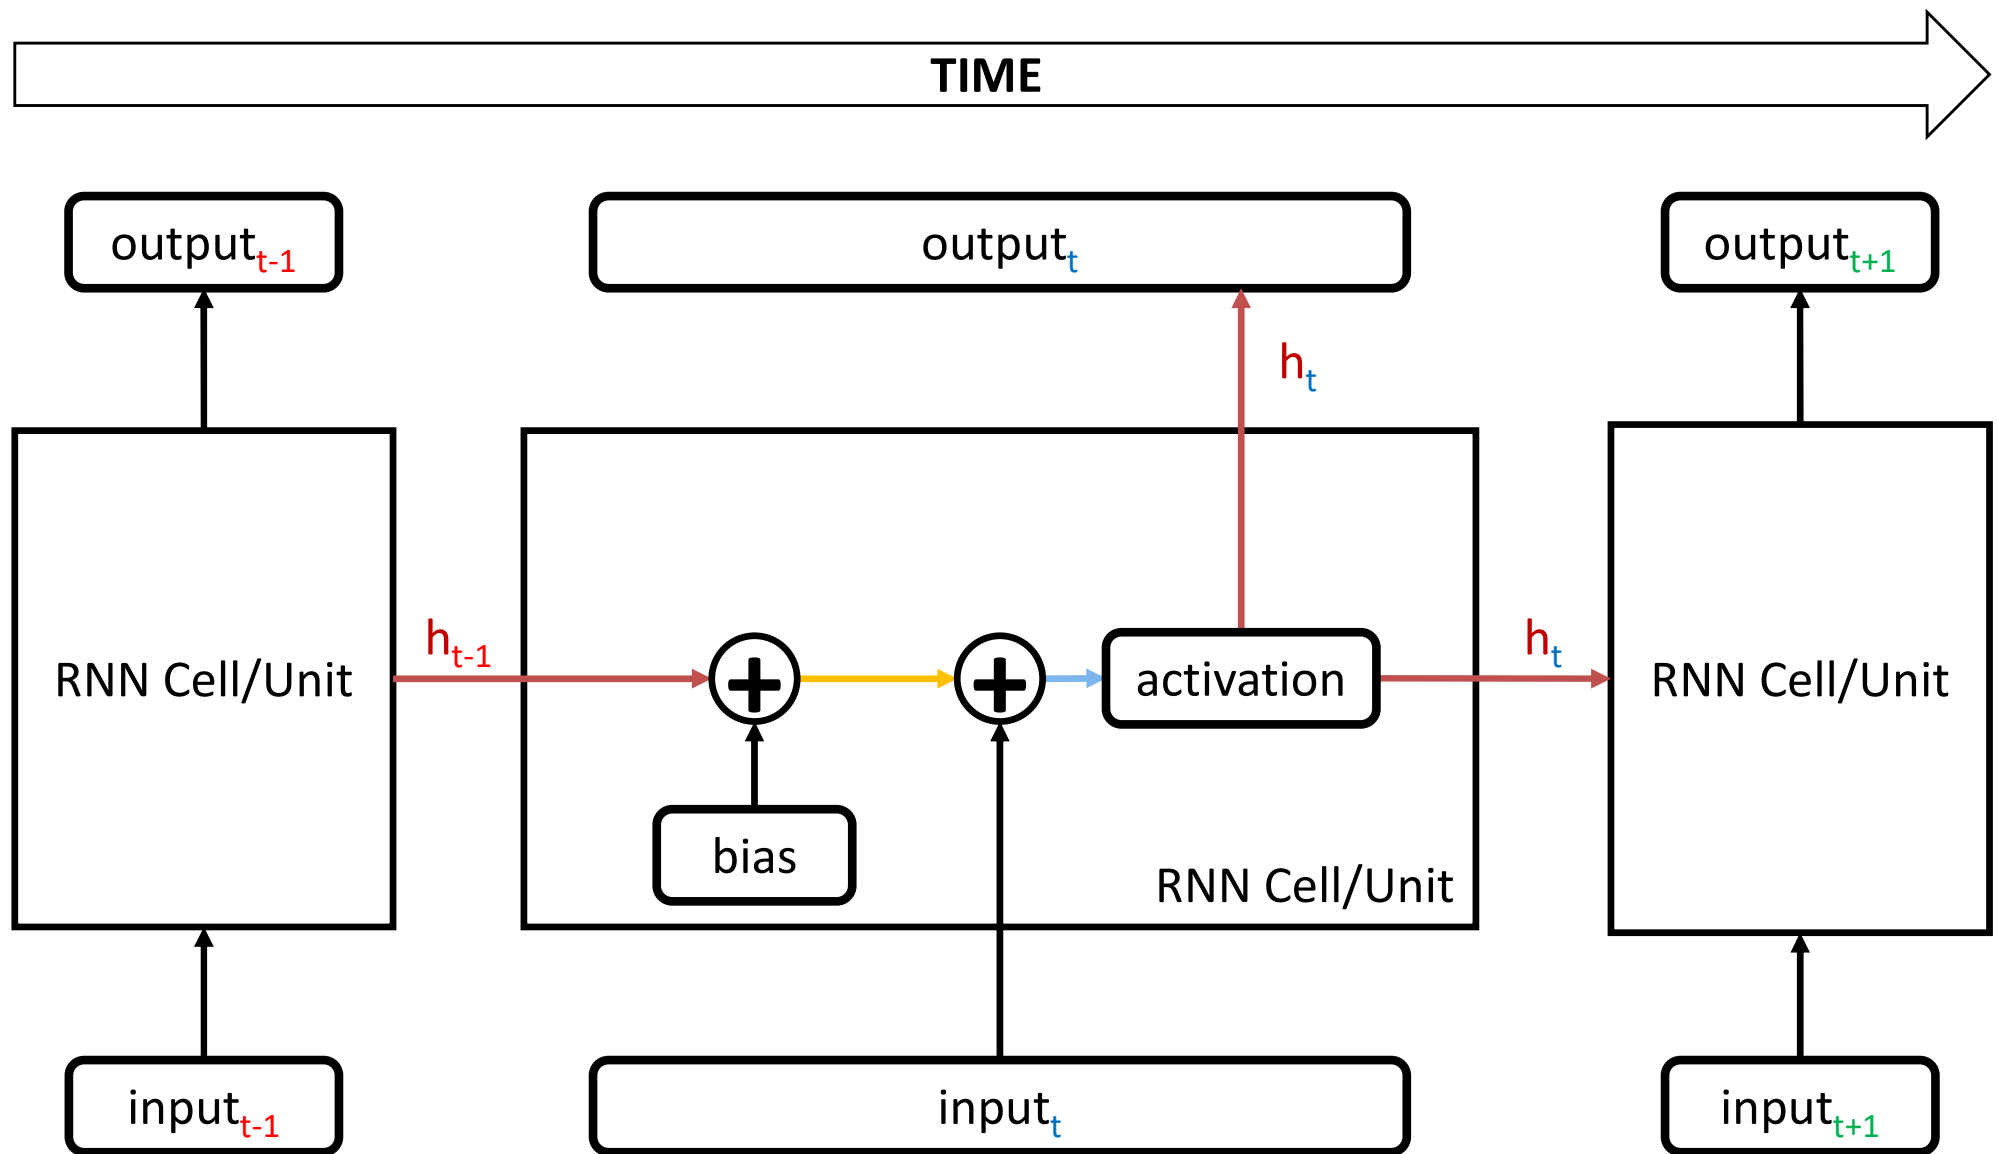 TIME
output_t-1
output_t
output_t+1
h_t
h_t-1
h_t
RNN Cell/Unit
activation
RNN Cell/Unit
bias
RNN Cell/Unit
input_t-1
input_t
input_t+1